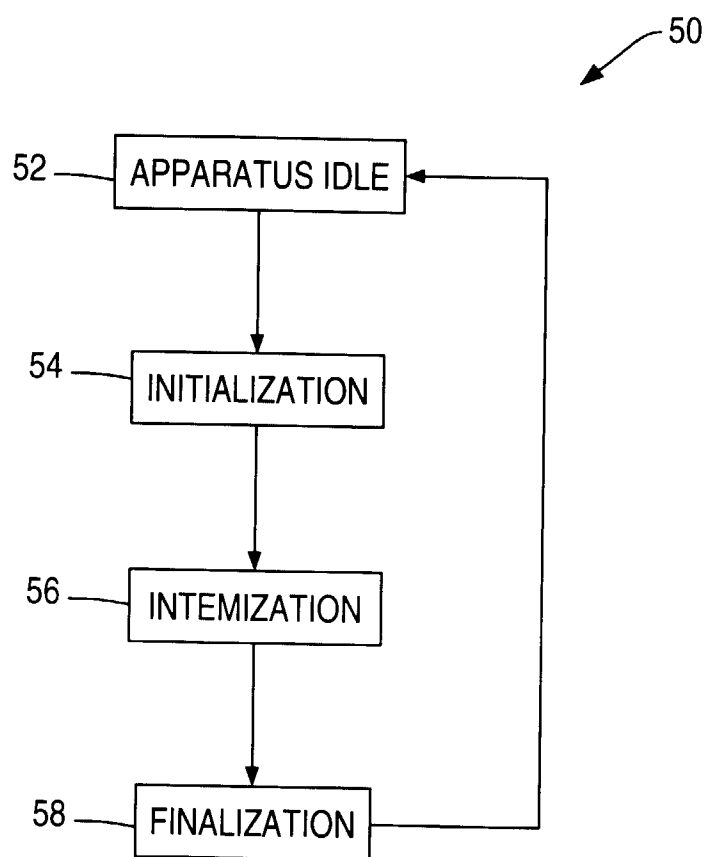 50
52 APPARATUS IDLE
54 INITIALIZATION
56 INTEMIZATION
58 FINALIZATION